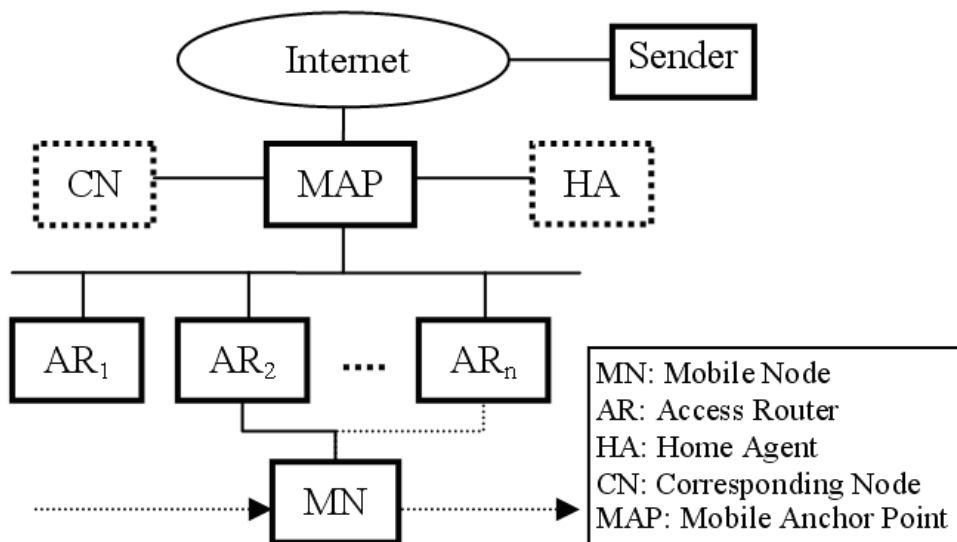 Internet
Sender
CN
MAP
HA
AR₁
AR₂
....
ARₙ
MN
MN: Mobile Node
AR: Access Router
HA: Home Agent
CN: Corresponding Node
MAP: Mobile Anchor Point